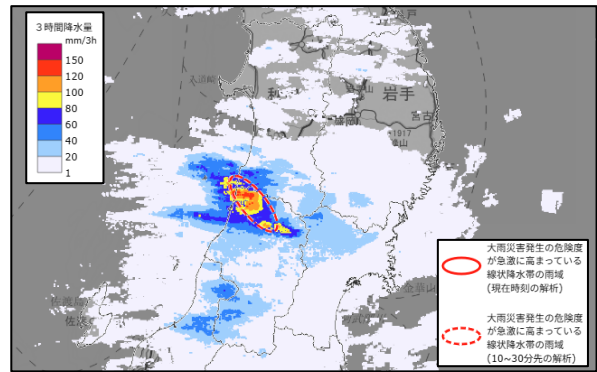 ３時間降水量
mm/3h
150
120
100
80
60
40
20
1
岩手
宮古
1917
大雨災害発生の危険度
が急激に高まっている
線状降水帯の雨域
(現在時刻の解析)
大雨災害発生の危険度
が急激に高まっている
線状降水帯の雨域
(10~30分先の解析)